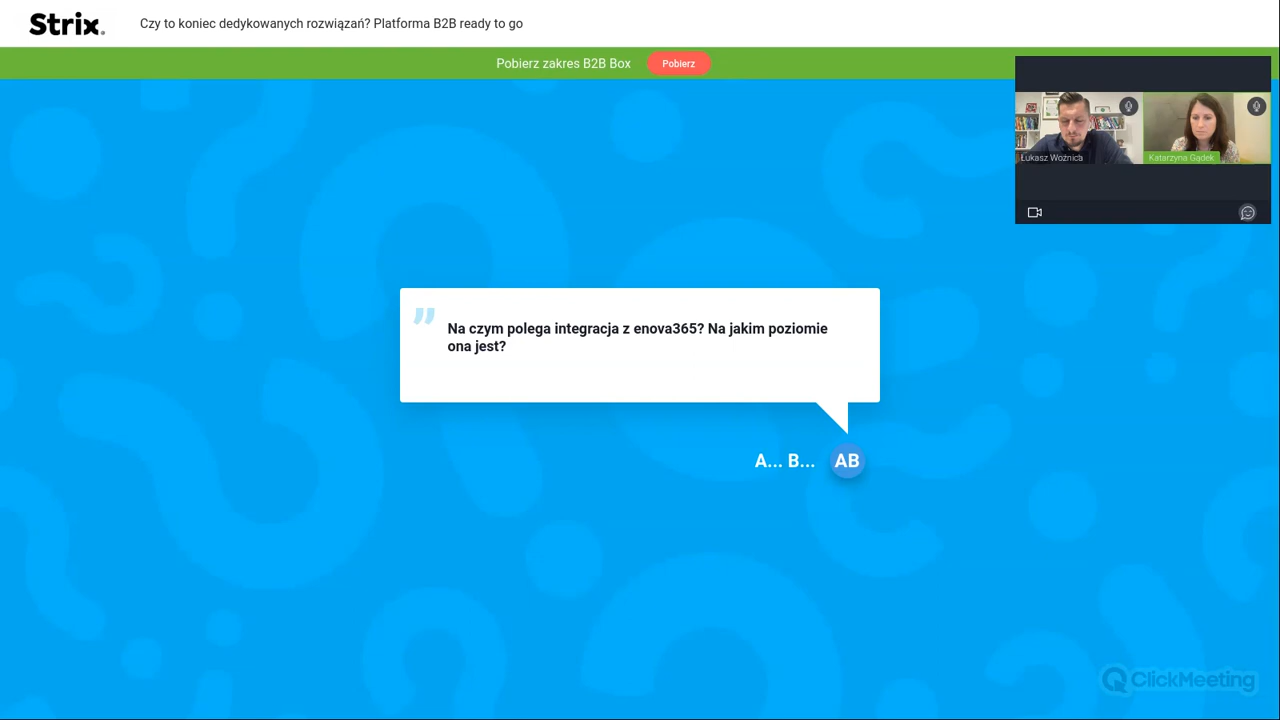 Strix
Czy to koniec dedykowanych rozwiązań? Platforma B2B ready to go
Pobierz zakres B2B Box
Pobierz
Łukasz Woźnica
Katarzyna Gądek
”
Na czym polega integracja z enova365? Na jakim poziomie
ona jest?
A... B...
AB
ClickMeeting